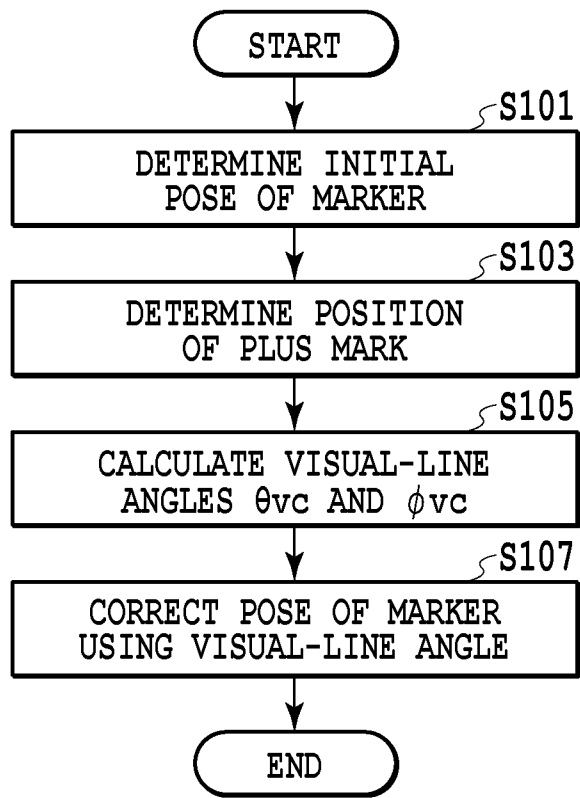 START
S101
DETERMINE INITIAL
POSE OF MARKER
S103
DETERMINE POSITION
OF PLUS MARK
S105
CALCULATE VISUAL-LINE
ANGLES θvc AND ϕvc
S107
CORRECT POSE OF MARKER
USING VISUAL-LINE ANGLE
END